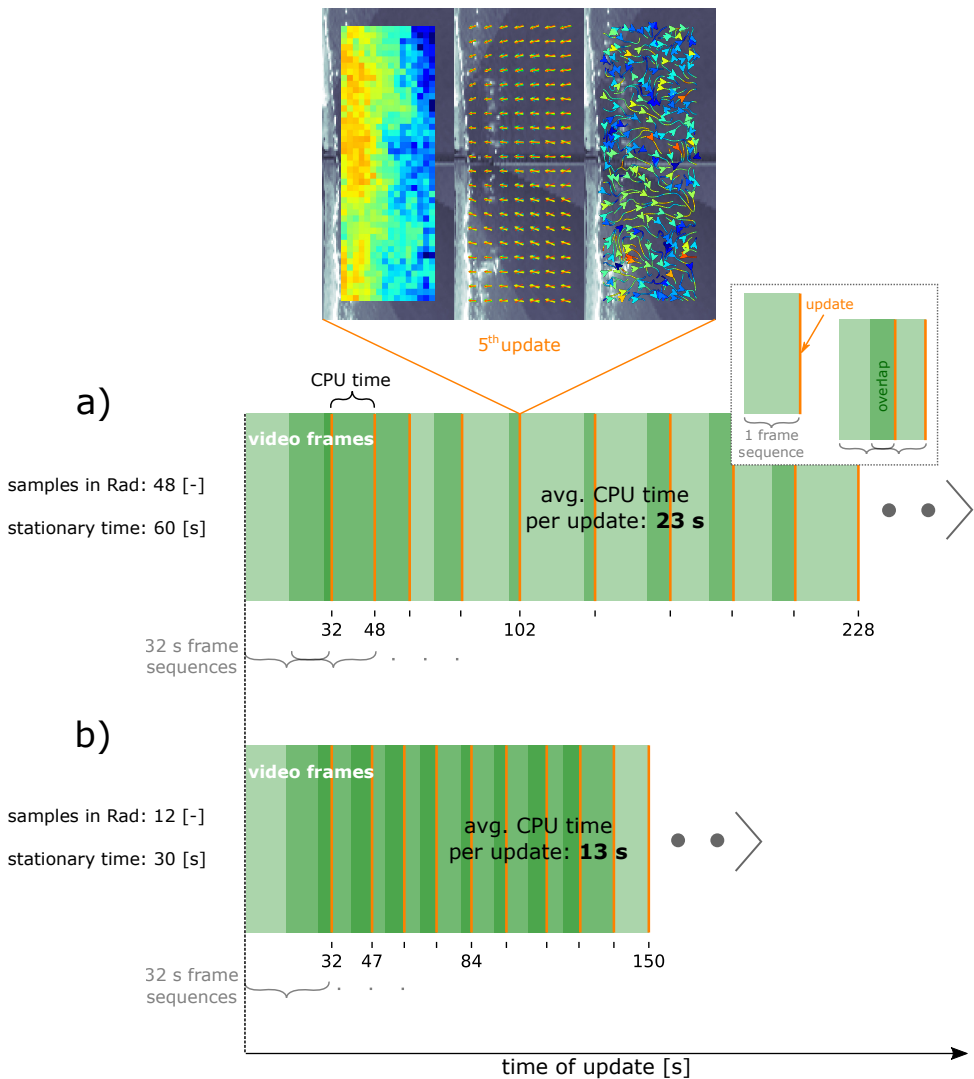 5th update
update
overlap
1 frame
sequence
a)
CPU time
video frames
samples in Rad: 48 [-]
stationary time: 60 [s]
avg. CPU time
per update: 23 s
32 48 102 228
32 s frame
sequences
b)
video frames
samples in Rad: 12 [-]
stationary time: 30 [s]
avg. CPU time
per update: 13 s
32 47 84 150
32 s frame
sequences
time of update [s]